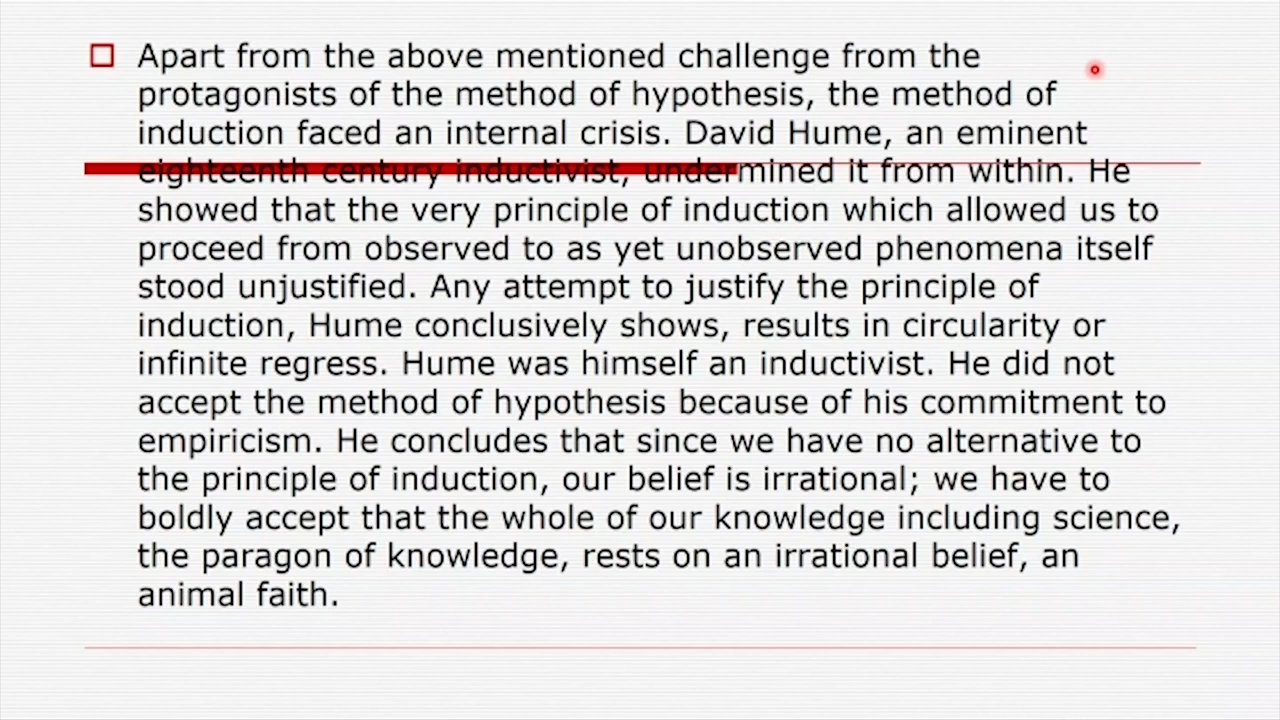 Apart from the above mentioned challenge from the
protagonists of the method of hypothesis, the method of
induction faced an internal crisis. David Hume, an eminent
eighteenth century inductivist, undermined it from within. He
showed that the very principle of induction which allowed us to
proceed from observed to as yet unobserved phenomena itself
stood unjustified. Any attempt to justify the principle of
induction, Hume conclusively shows, results in circularity or
infinite regress. Hume was himself an inductivist. He did not
accept the method of hypothesis because of his commitment to
empiricism. He concludes that since we have no alternative to
the principle of induction, our belief is irrational; we have to
boldly accept that the whole of our knowledge including science,
the paragon of knowledge, rests on an irrational belief, an
animal faith.